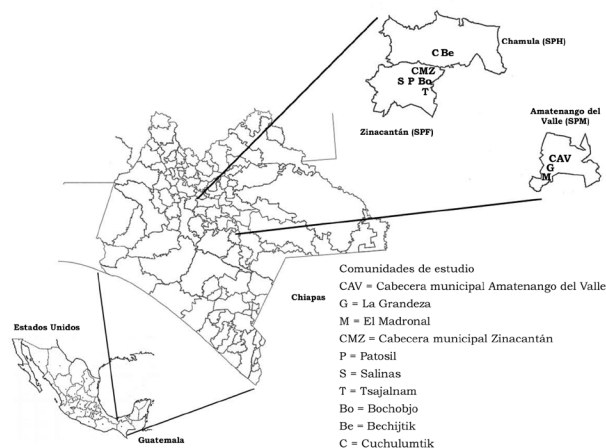 Chamula (SPH)
C Be
CMZ
S P Bo
T
Zinacantán (SPF)
Amatenango del
Valle (SPM)
CAV
G
M
Chiapas
Estados Unidos
Guatemala
Comunidades de estudio
CAV = Cabecera municipal Amatenango del Valle
G = La Grandeza
M = El Madronal
CMZ = Cabecera municipal Zinacantán
P = Patosil
S = Salinas
T = Tsajalnam
Bo = Bochobjo
Be = Bechijtik
C = Cuchulumtik